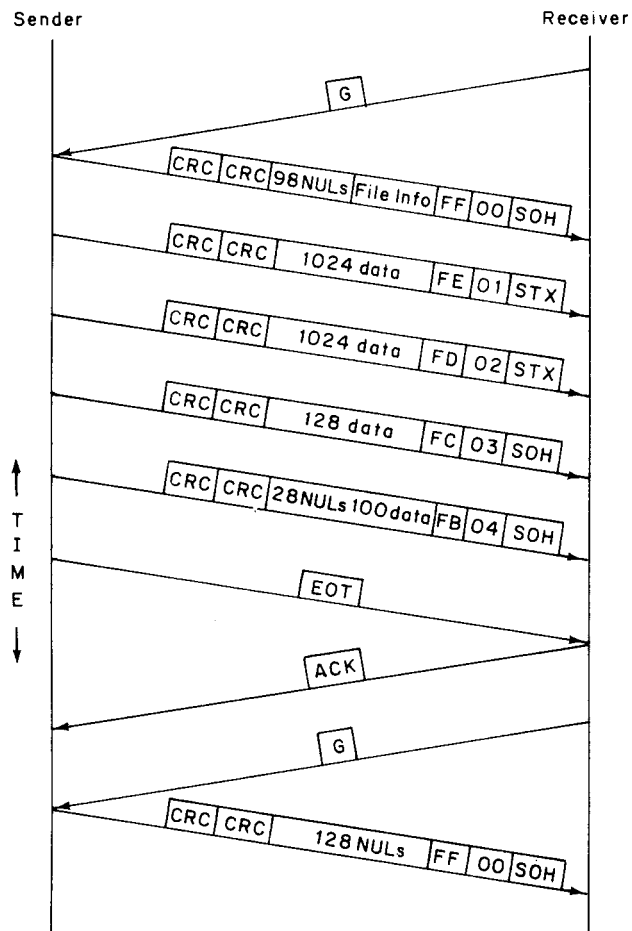 Sender Receiver
G
CRC CRC 98NULs File Info FF 00 SOH
CRC CRC 1024 data FE 01 STX
CRC CRC 1024 data FD 02 STX
CRC CRC 128 data FC 03 SOH
CRC CRC 28NULs 100data FB 04 SOH
TIME
EOT
ACK
G
CRC CRC 128 NULs FF 00 SOH